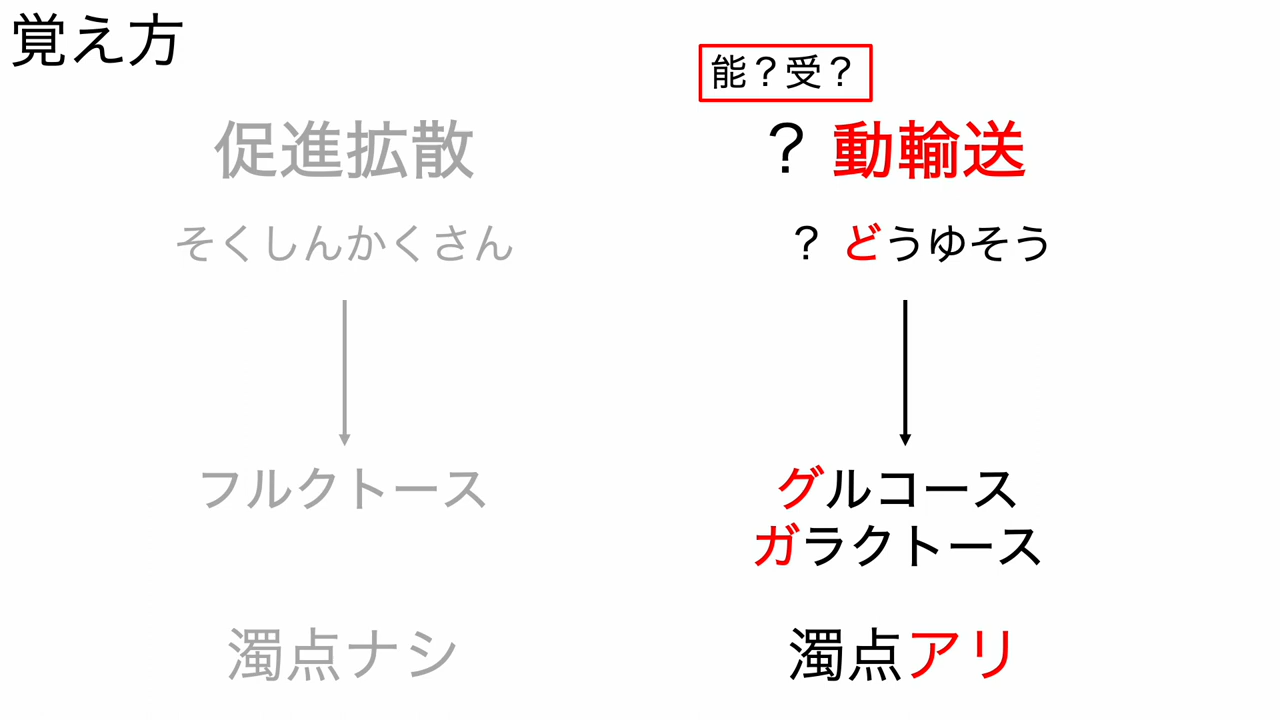 覚え方
能？受？
促進拡散
？動輸送
そくしんかくさん
？どうゆそう
フルクトース
グルコース
ガラクトース
濁点ナシ
濁点アリ